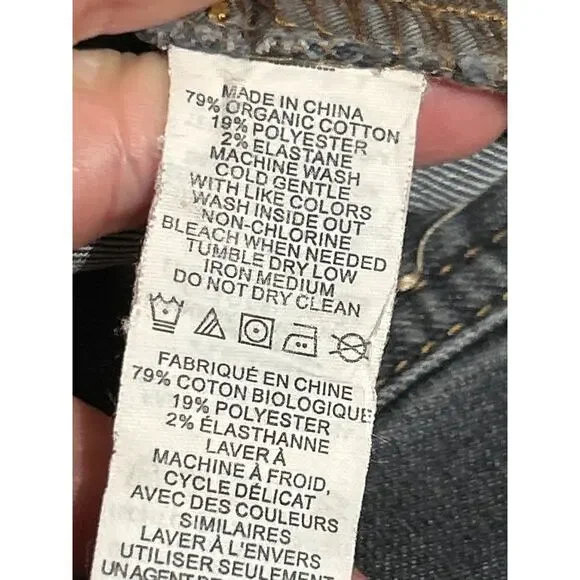 MADE IN CHINA
79% ORGANIC COTTON
19% POLYESTER
2% ELASTANE
MACHINE WASH
COLD GENTLE
WITH LIKE COLORS
WASH INSIDE OUT
NON-CHLORINE
BLEACH WHEN NEEDED
TUMBLE DRY LOW
IRON MEDIUM
DO NOT DRY CLEAN
FABRIQUÉ EN CHINE
79% COTON BIOLOGIQUE
19% POLYESTER
2% ÉLASTHANNE
LAVER À
MACHINE À FROID,
CYCLE DÉLICAT
AVEC DES COULEURS
SIMILAIRES
LAVER À L'ENVERS
UTILISER SEULEMENT
UN AGENT